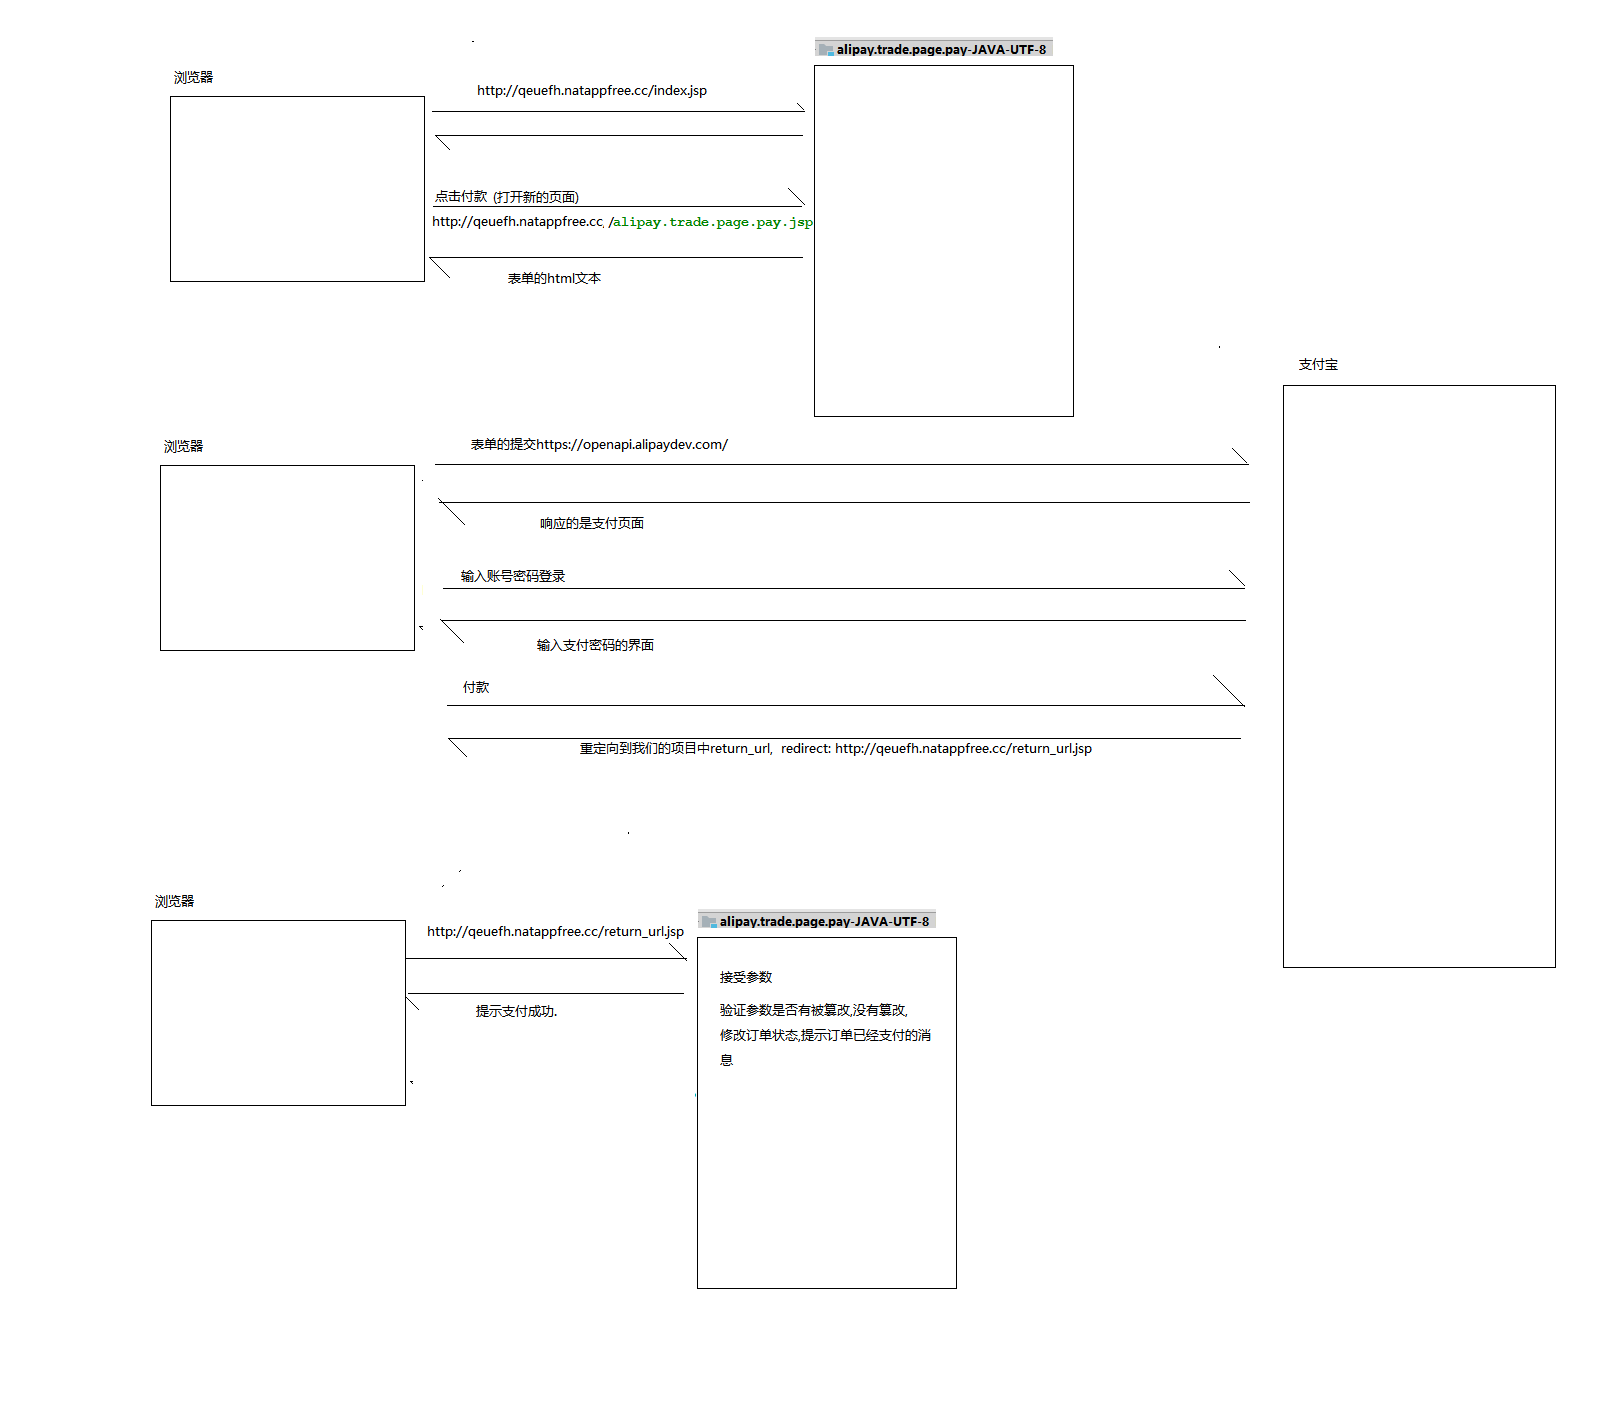 alipay.trade.page.pay-JAVA-UTF-8
浏览器
http://qeuefh.natappfree.cc/index.jsp
点击付款 (打开新的页面)
http://qeuefh.natappfree.cc /alipay.trade.page.pay.jsp
表单的html文本
支付宝
浏览器
表单的提交https://openapi.alipaydev.com/
响应的是支付页面
输入账号密码登录
输入支付密码的界面
付款
重定向到我们的项目中return_url, redirect: http://qeuefh.natappfree.cc/return_url.jsp
浏览器
alipay.trade.page.pay-JAVA-UTF-8
http://qeuefh.natappfree.cc/return_url.jsp
接受参数
提示支付成功.
验证参数是否有被篡改,没有篡改,
修改订单状态,提示订单已经支付的消
息